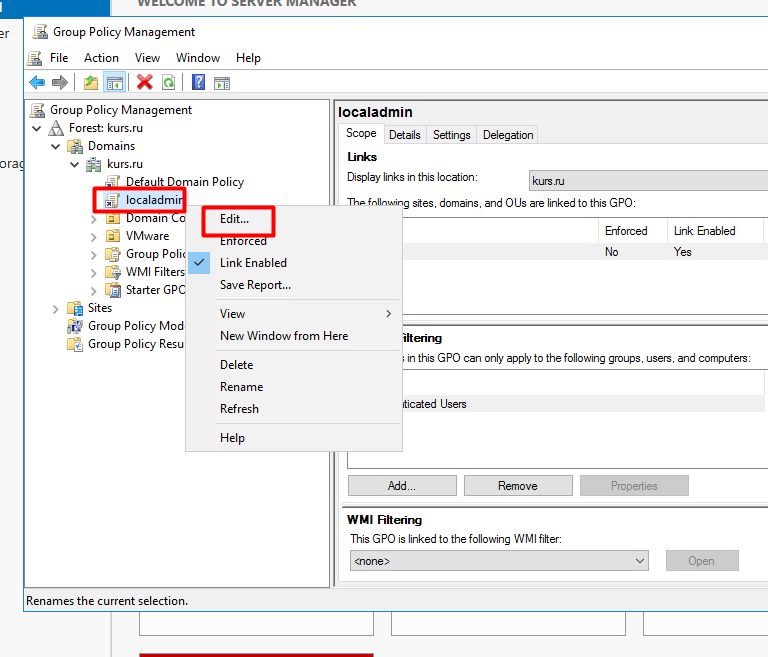 WELCOME TO SERVER MANAGER
Group Policy Management
File Action View Window Help
Group Policy Management
Forest: kurs.ru
Domains
kurs.ru
Default Domain Policy
localadmin
Domain Co
VMware
Group Polic
WMI Filters
Starter GPO
Sites
Group Policy Mode
Group Policy Resu
Edit...
Enforced
Link Enabled
Save Report...
View
New Window from Here
Delete
Rename
Refresh
Help
localadmin
Scope Details Settings Delegation
Links
Display links in this location: kurs.ru
The following sites, domains, and OUs are linked to this GPO:
Enforced Link Enabled
No Yes
iltering
in this GPO can only apply to the following groups, users, and computers:
nticated Users
Add... Remove Properties
WMI Filtering
This GPO is linked to the following WMI filter:
<none> Open
Renames the current selection.